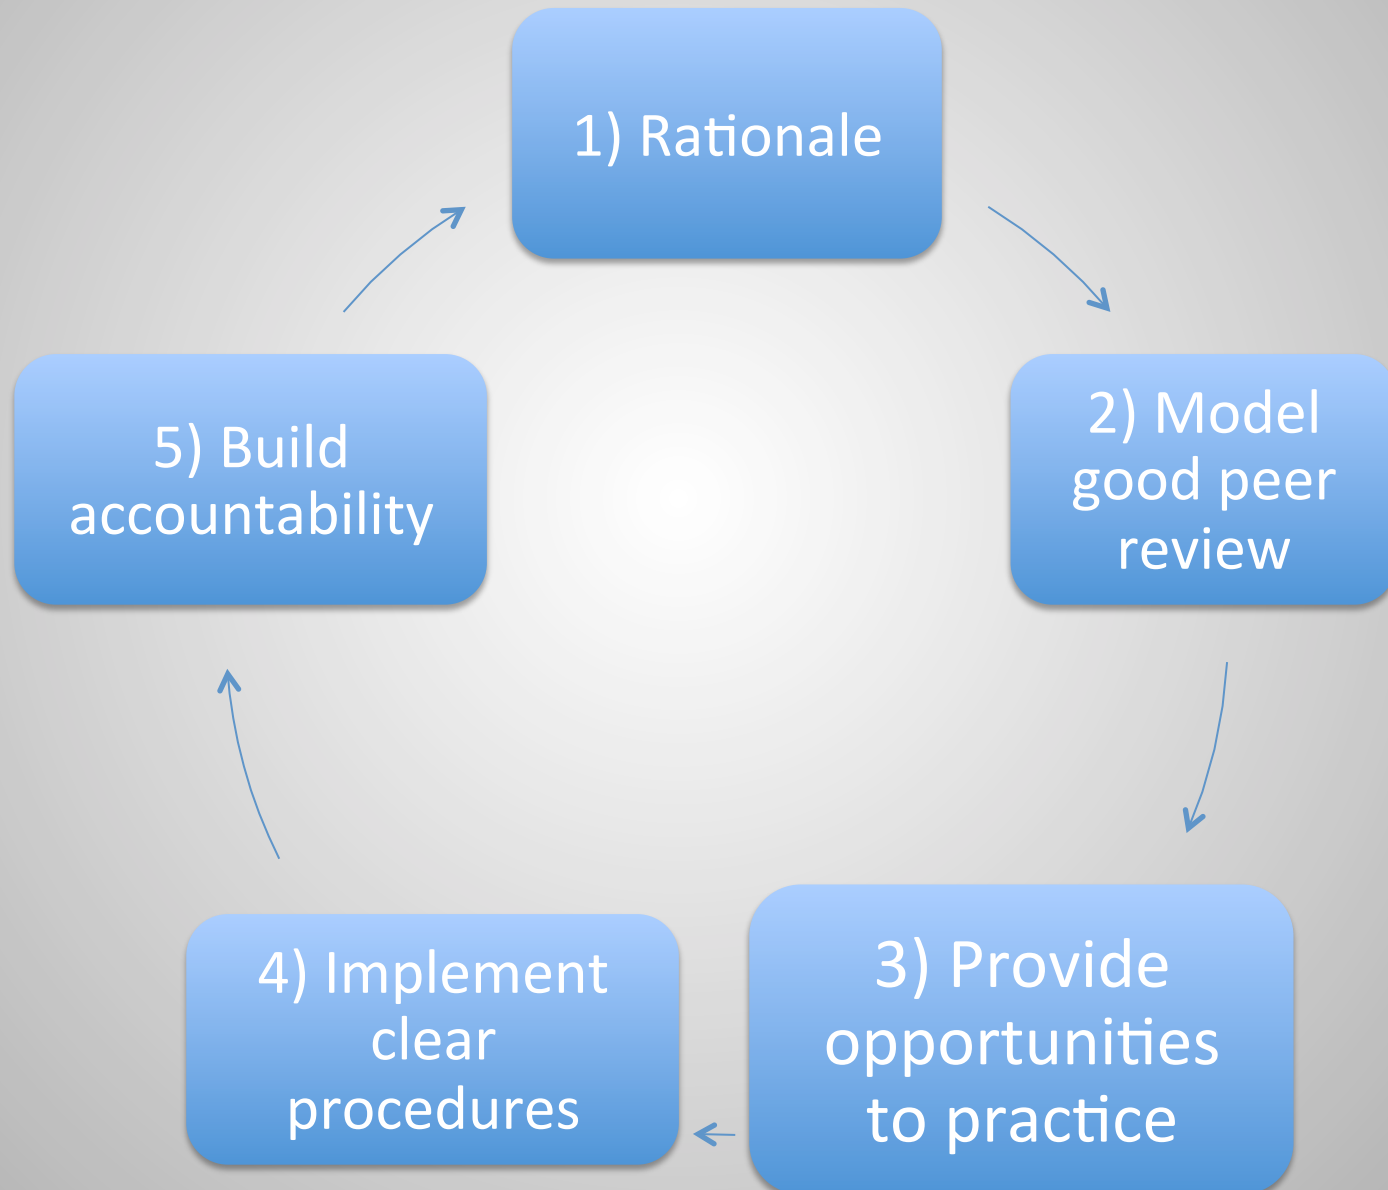 1) Rationale
2) Model
good peer
review
3) Provide
opportunities
to practice
4) Implement
clear
procedures
5) Build
accountability